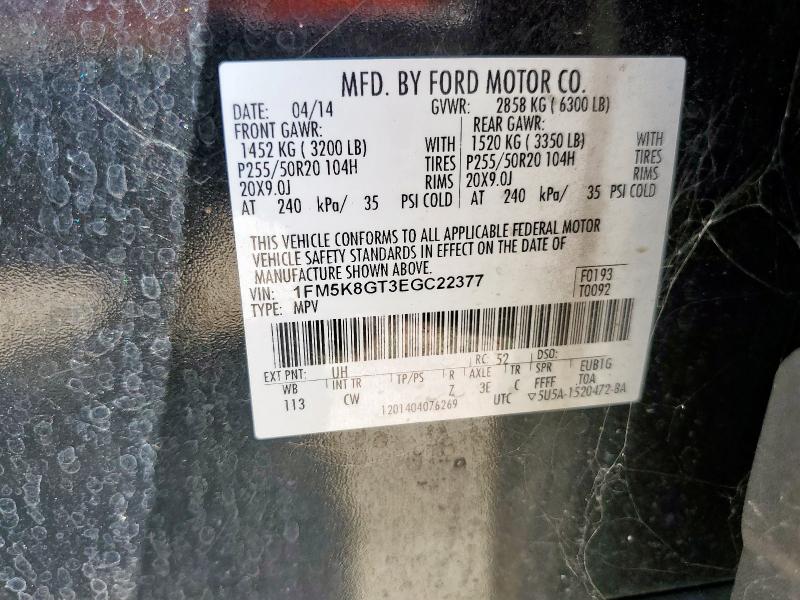 MFD. BY FORD MOTOR CO.
DATE: 04/14 GVWR: 2858 KG ( 6300 LB)
FRONT GAWR: REAR GAWR:
1452 KG ( 3200 LB) WITH 1520 KG ( 3350 LB) WITH
P255/50R20 104H TIRES P255/50R20 104H TIRES
20X9.0J RIMS 20X9.0J RIMS
AT 240 kPa/ 35 PSI COLD AT 240 kPa/ 35 PSI COLD
THIS VEHICLE CONFORMS TO ALL APPLICABLE FEDERAL MOTOR
VEHICLE SAFETY STANDARDS IN EFFECT ON THE DATE OF
MANUFACTURE SHOWN ABOVE.
VIN: 1FM5K8GT3EGC22377 F0193
TYPE: MPV T0092
EXT PNT: UH RC: 52 DSO:
WB INT TR TP/PS R AXLE TR SPR EUB1G
113 CW Z 3E C FFFF TOA
1201404076269 UTC ▽5U5A-1520472-BA